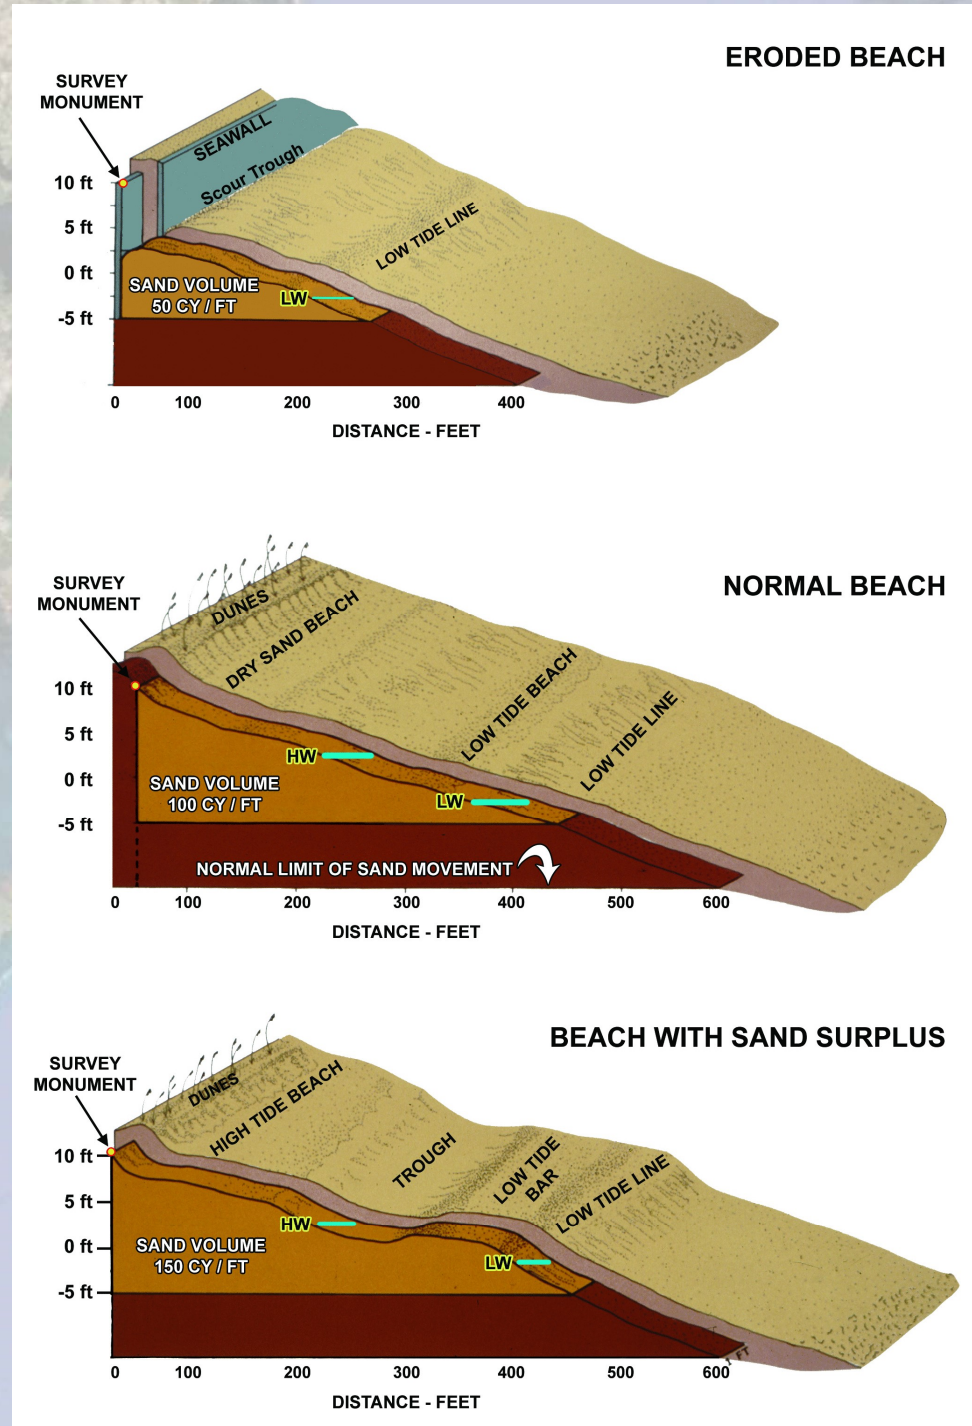 ERODED BEACH
SURVEY
MONUMENT
SEAWALL
Scour Trough
LOW TIDE LINE
10 ft
5 ft
0 ft
-5 ft
SAND VOLUME
50 CY / FT
LW
0 100 200 300 400
DISTANCE - FEET
NORMAL BEACH
SURVEY
MONUMENT
DUNES
DRY SAND BEACH
LOW TIDE BEACH
LOW TIDE LINE
10 ft
5 ft
0 ft
-5 ft
HW
SAND VOLUME
100 CY / FT
LW
NORMAL LIMIT OF SAND MOVEMENT
0 100 200 300 400 500 600
DISTANCE - FEET
BEACH WITH SAND SURPLUS
SURVEY
MONUMENT
DUNES
HIGH TIDE BEACH
TROUGH
LOW TIDE
BAR
LOW TIDE LINE
10 ft
5 ft
0 ft
-5 ft
HW
SAND VOLUME
150 CY / FT
LW
1 FT
0 100 200 300 400 500 600
DISTANCE - FEET